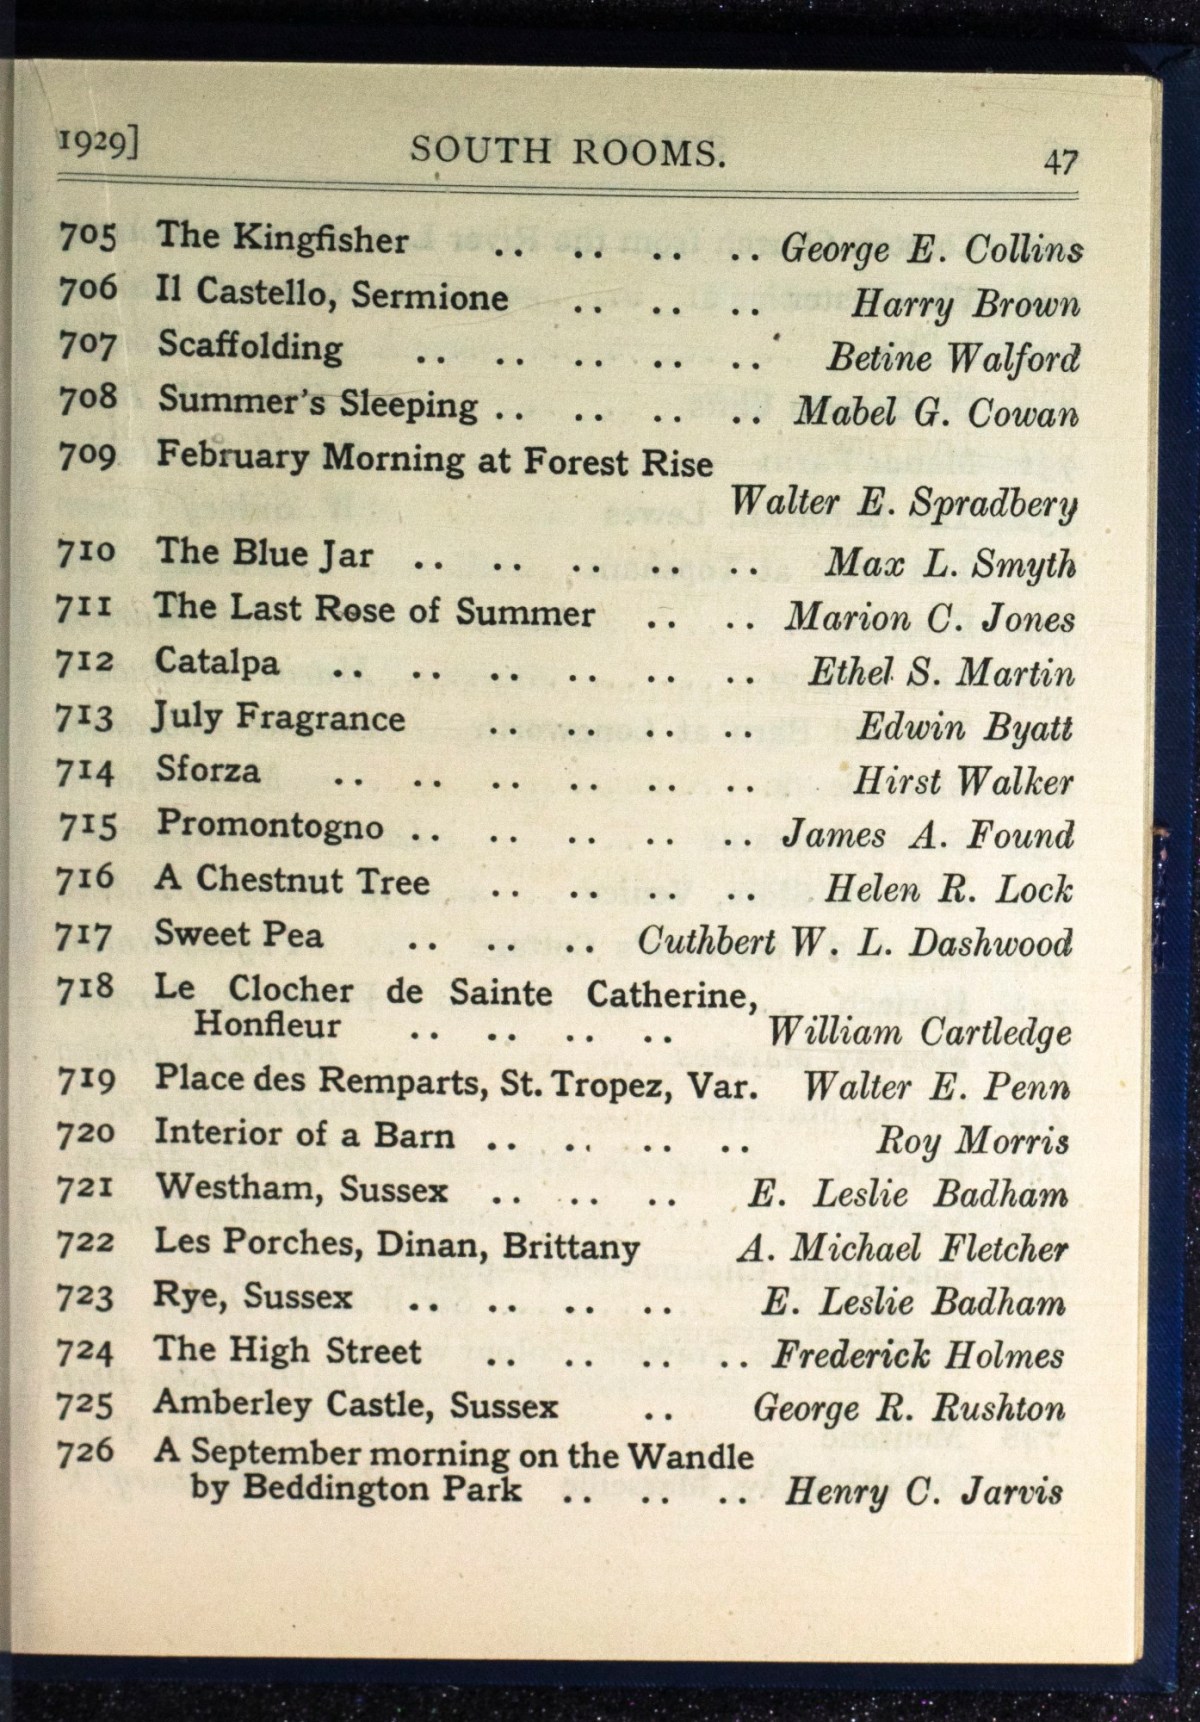 1929] SOUTH ROOMS. 47
705 The Kingfisher .. .. .. .. George E. Collins
706 Il Castello, Sermione .. .. .. Harry Brown
707 Scaffolding .. .. .. .. .. Betine Walford
708 Summer's Sleeping .. .. .. .. Mabel G. Cowan
709 February Morning at Forest Rise
Walter E. Spradbery
710 The Blue Jar .. .. .. .. .. Max L. Smyth
711 The Last Rose of Summer .. .. Marion C. Jones
712 Catalpa .. .. .. .. .. .. Ethel S. Martin
713 July Fragrance .. .. .. .. Edwin Byatt
714 Sforza .. .. .. .. .. .. Hirst Walker
715 Promontogno .. .. .. .. .. James A. Found
716 A Chestnut Tree .. .. .. .. Helen R. Lock
717 Sweet Pea .. .. .. Cuthbert W. L. Dashwood
718 Le Clocher de Sainte Catherine,
Honfleur .. .. .. .. William Cartledge
719 Place des Remparts, St. Tropez, Var. Walter E. Penn
720 Interior of a Barn .. .. .. .. Roy Morris
721 Westham, Sussex .. .. .. E. Leslie Badham
722 Les Porches, Dinan, Brittany A. Michael Fletcher
723 Rye, Sussex .. .. .. .. E. Leslie Badham
724 The High Street .. .. .. .. Frederick Holmes
725 Amberley Castle, Sussex .. George R. Rushton
726 A September morning on the Wandle
by Beddington Park .. .. .. Henry C. Jarvis